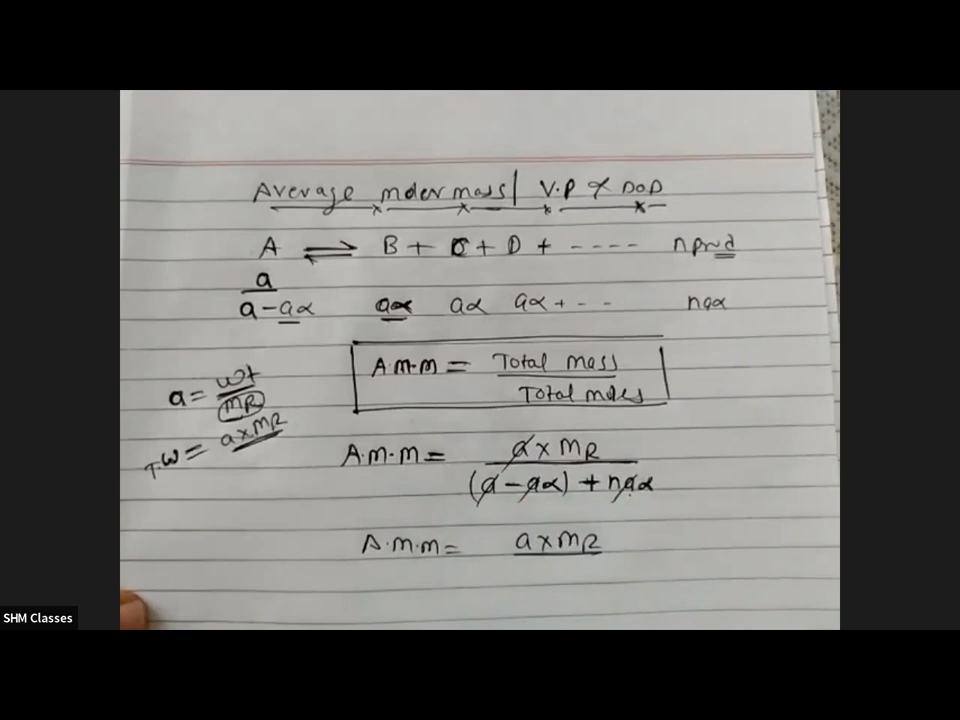 Average molar mass | V.P & DOD
A ⇌ B + C + D + ---- n prod
a
a - aα aα aα aα + - - naα
A.M.M = Total mass / Total moles
a = wt / MR
T.W = a x MR
A.M.M = a x MR / (a - aα) + naα
A.M.M = a x MR
SHM Classes